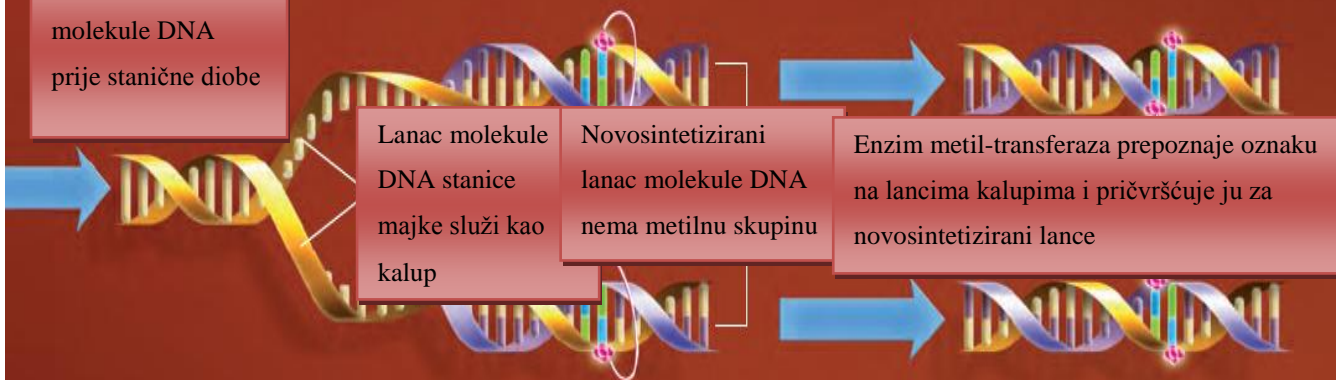 molekule DNA
prije stanične diobe
Lanac molekule
DNA stanice
majke služi kao
kalup
Novosintetizirani
lanac molekule DNA
nema metilnu skupinu
Enzim metil-transferaza prepoznaje oznaku
na lancima kalupima i pričvršćuje ju za
novosintetizirani lance